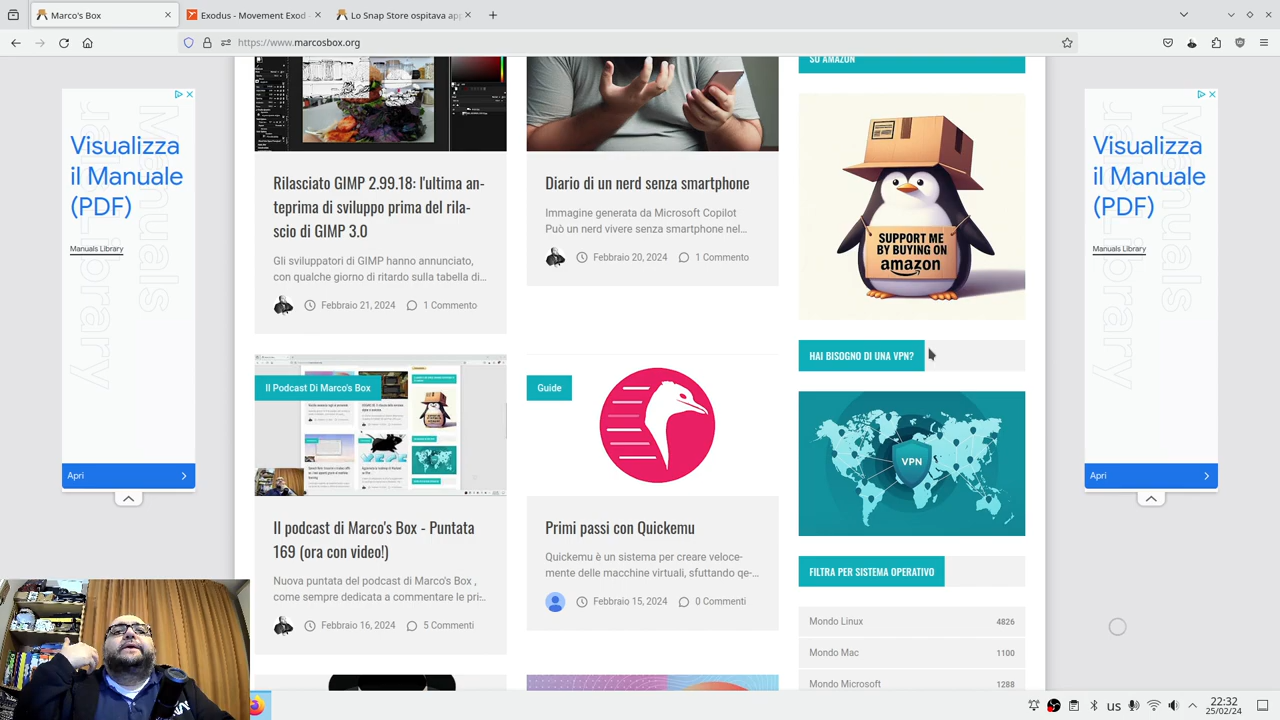 Marco's Box
Exodus - Movement Exod
Lo Snap Store ospitava app
https://www.marcosbox.org
SU AMAZON
Visualizza
il Manuale
(PDF)
Manuals Library
Apri
Rilasciato GIMP 2.99.18: l'ultima an-
teprima di sviluppo prima del rila-
scio di GIMP 3.0
Gli sviluppatori di GIMP hanno annunciato,
con qualche giorno di ritardo sulla tabella di...
Febbraio 21, 2024
1 Commento
Diario di un nerd senza smartphone
Immagine generata da Microsoft Copilot
Può un nerd vivere senza smartphone nel...
Febbraio 20, 2024
1 Commento
SUPPORT ME
BY BUYING ON
amazon
HAI BISOGNO DI UNA VPN?
VPN
Il Podcast Di Marco's Box
Il podcast di Marco's Box - Puntata
169 (ora con video!)
Nuova puntata del podcast di Marco's Box ,
come sempre dedicata a commentare le pri...
Febbraio 16, 2024
5 Commenti
Guide
Primi passi con Quickemu
Quickemu è un sistema per creare veloce-
mente delle macchine virtuali, sfuttando qe-...
Febbraio 15, 2024
0 Commenti
FILTRA PER SISTEMA OPERATIVO
Mondo Linux 4826
Mondo Mac 1100
Mondo Microsoft 1288
Visualizza
il Manuale
(PDF)
Manuals Library
Apri
us
22:32
25/02/24